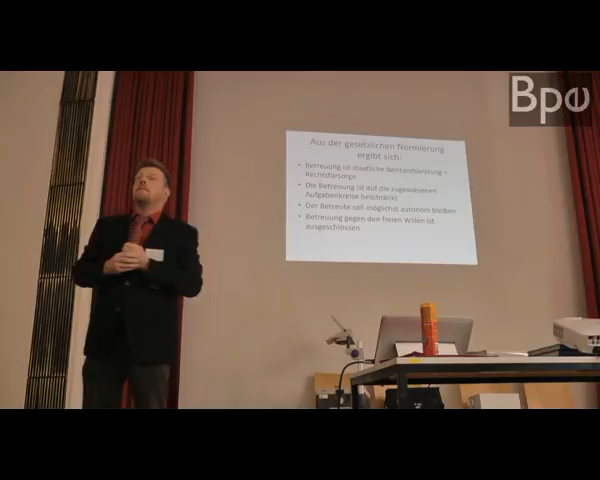 Bpe
Aus der gesetzlichen Normierung
ergibt sich:
• Betreuung ist staatliche Beistandsleistung =
Rechtsfürsorge
• Die Betreuung ist auf die zugewiesenen
Aufgabenkreise beschränkt
• Der Betreute soll möglichst autonom bleiben
• Betreuung gegen den freien Willen ist
ausgeschlossen